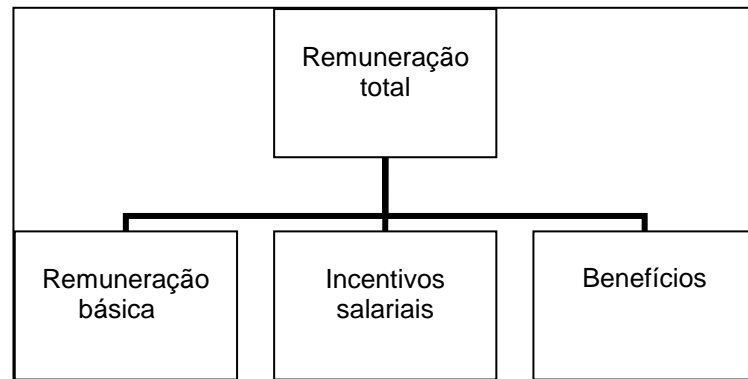 Remuneração
total
Remuneração
básica
Incentivos
salariais
Benefícios